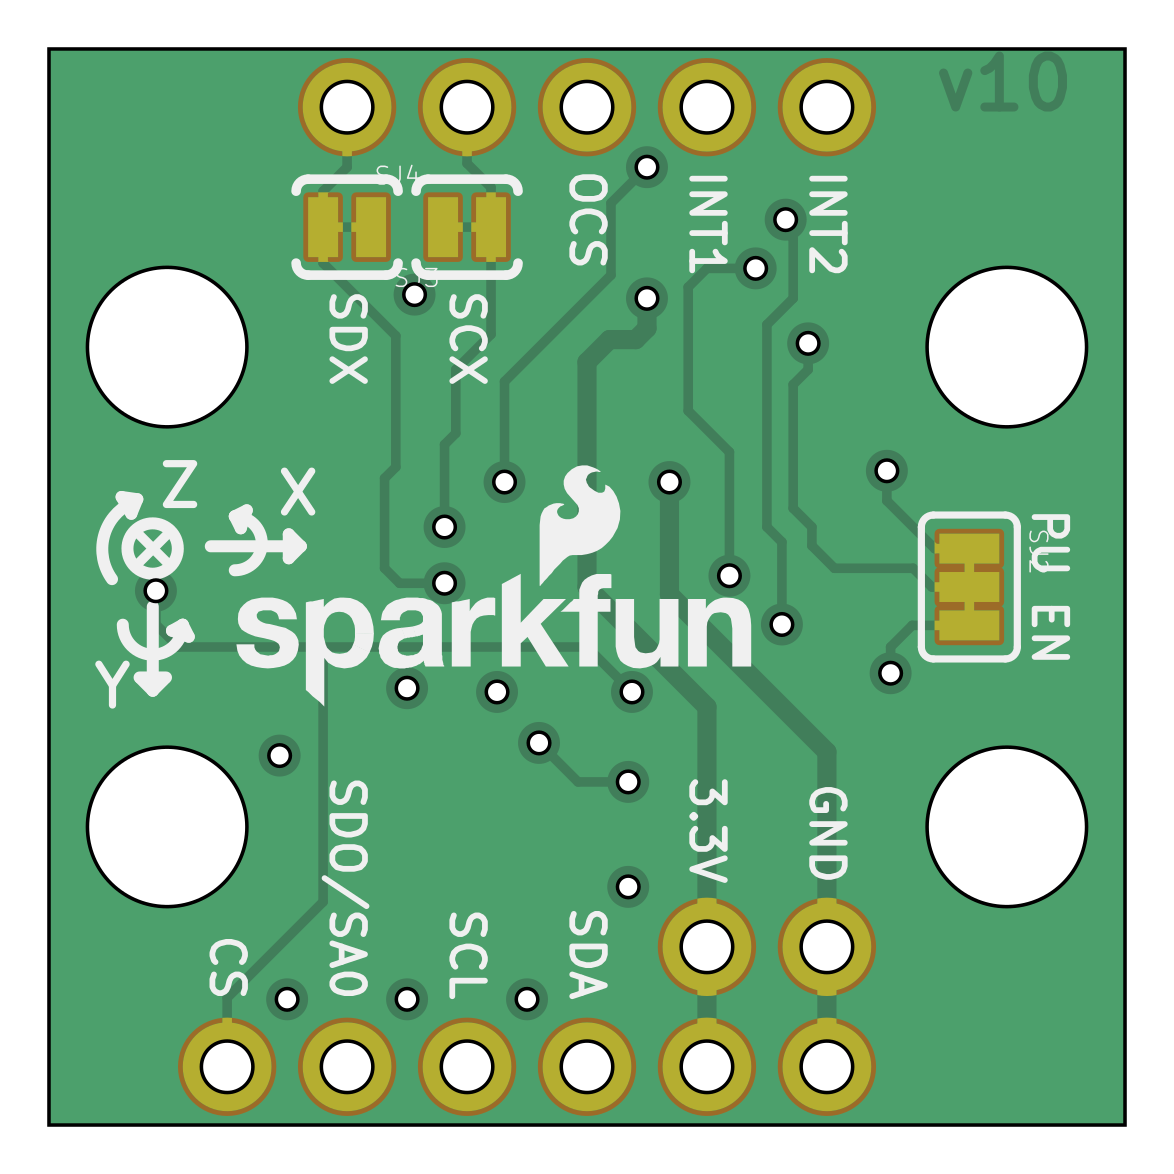 v10
SJ4
OCS
INT1
INT2
SJ3
SDX
SCX
Z
X
PU EN
sparkfun
Y
SDO/SA0
3.3V
GND
CS
SCL
SDA